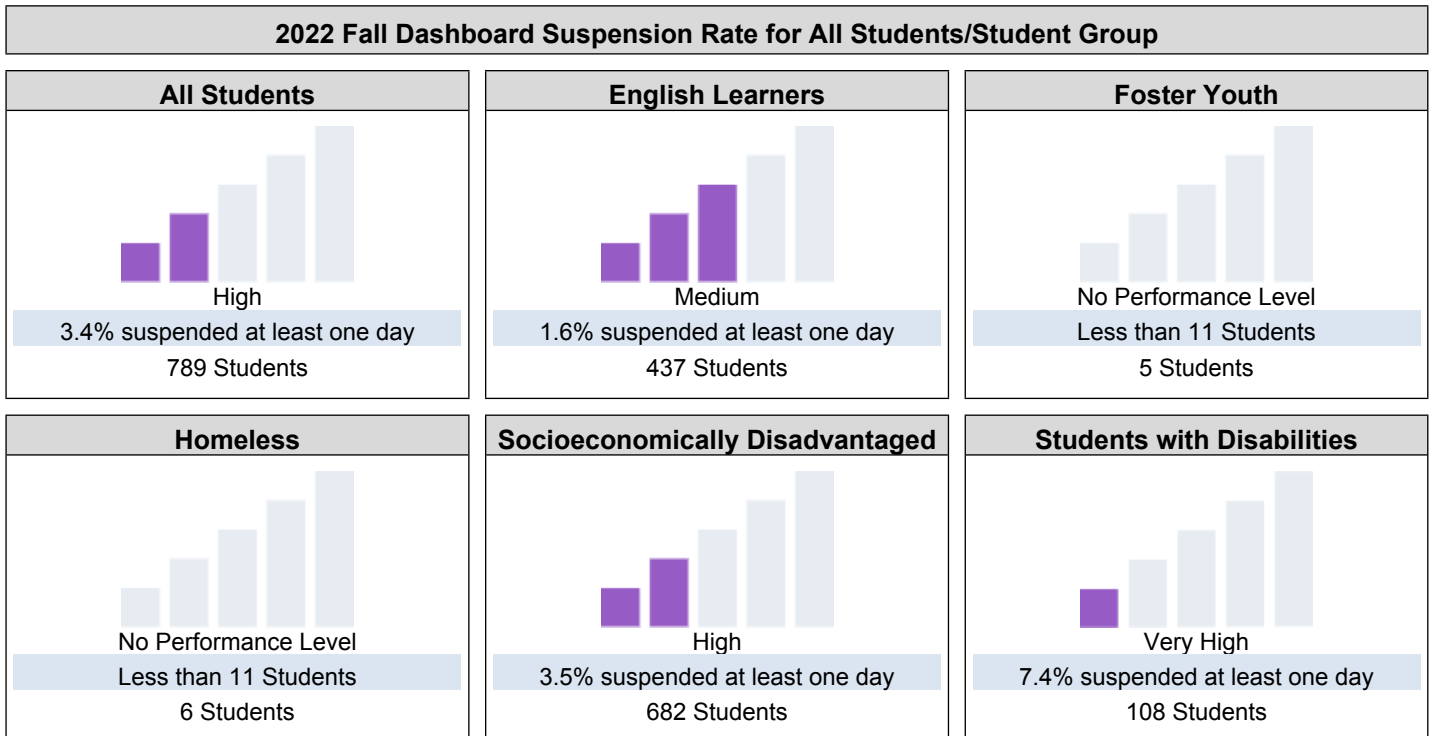 2022 Fall Dashboard Suspension Rate for All Students/Student Group
All Students
High
3.4% suspended at least one day
789 Students
English Learners
Medium
1.6% suspended at least one day
437 Students
Foster Youth
No Performance Level
Less than 11 Students
5 Students
Homeless
No Performance Level
Less than 11 Students
6 Students
Socioeconomically Disadvantaged
High
3.5% suspended at least one day
682 Students
Students with Disabilities
Very High
7.4% suspended at least one day
108 Students